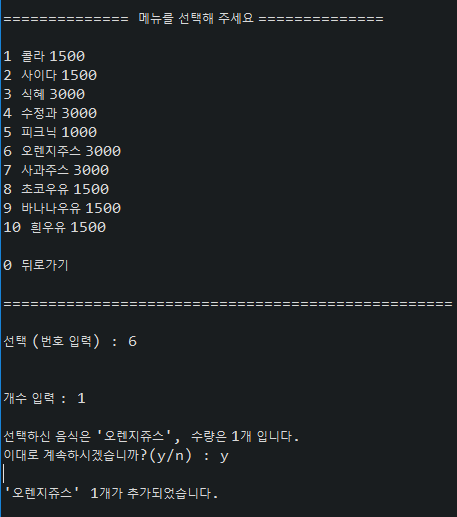 ============== 메뉴를 선택해 주세요 ==============
1 콜라 1500
2 사이다 1500
3 식혜 3000
4 수정과 3000
5 피크닉 1000
6 오렌지주스 3000
7 사과주스 3000
8 초코우유 1500
9 바나나우유 1500
10 흰우유 1500
0 뒤로가기
==================================================
선택 (번호 입력) : 6
개수 입력 : 1
선택하신 음식은 '오렌지쥬스', 수량은 1개 입니다.
이대로 계속하시겠습니까?(y/n) : y
'오렌지쥬스' 1개가 추가되었습니다.